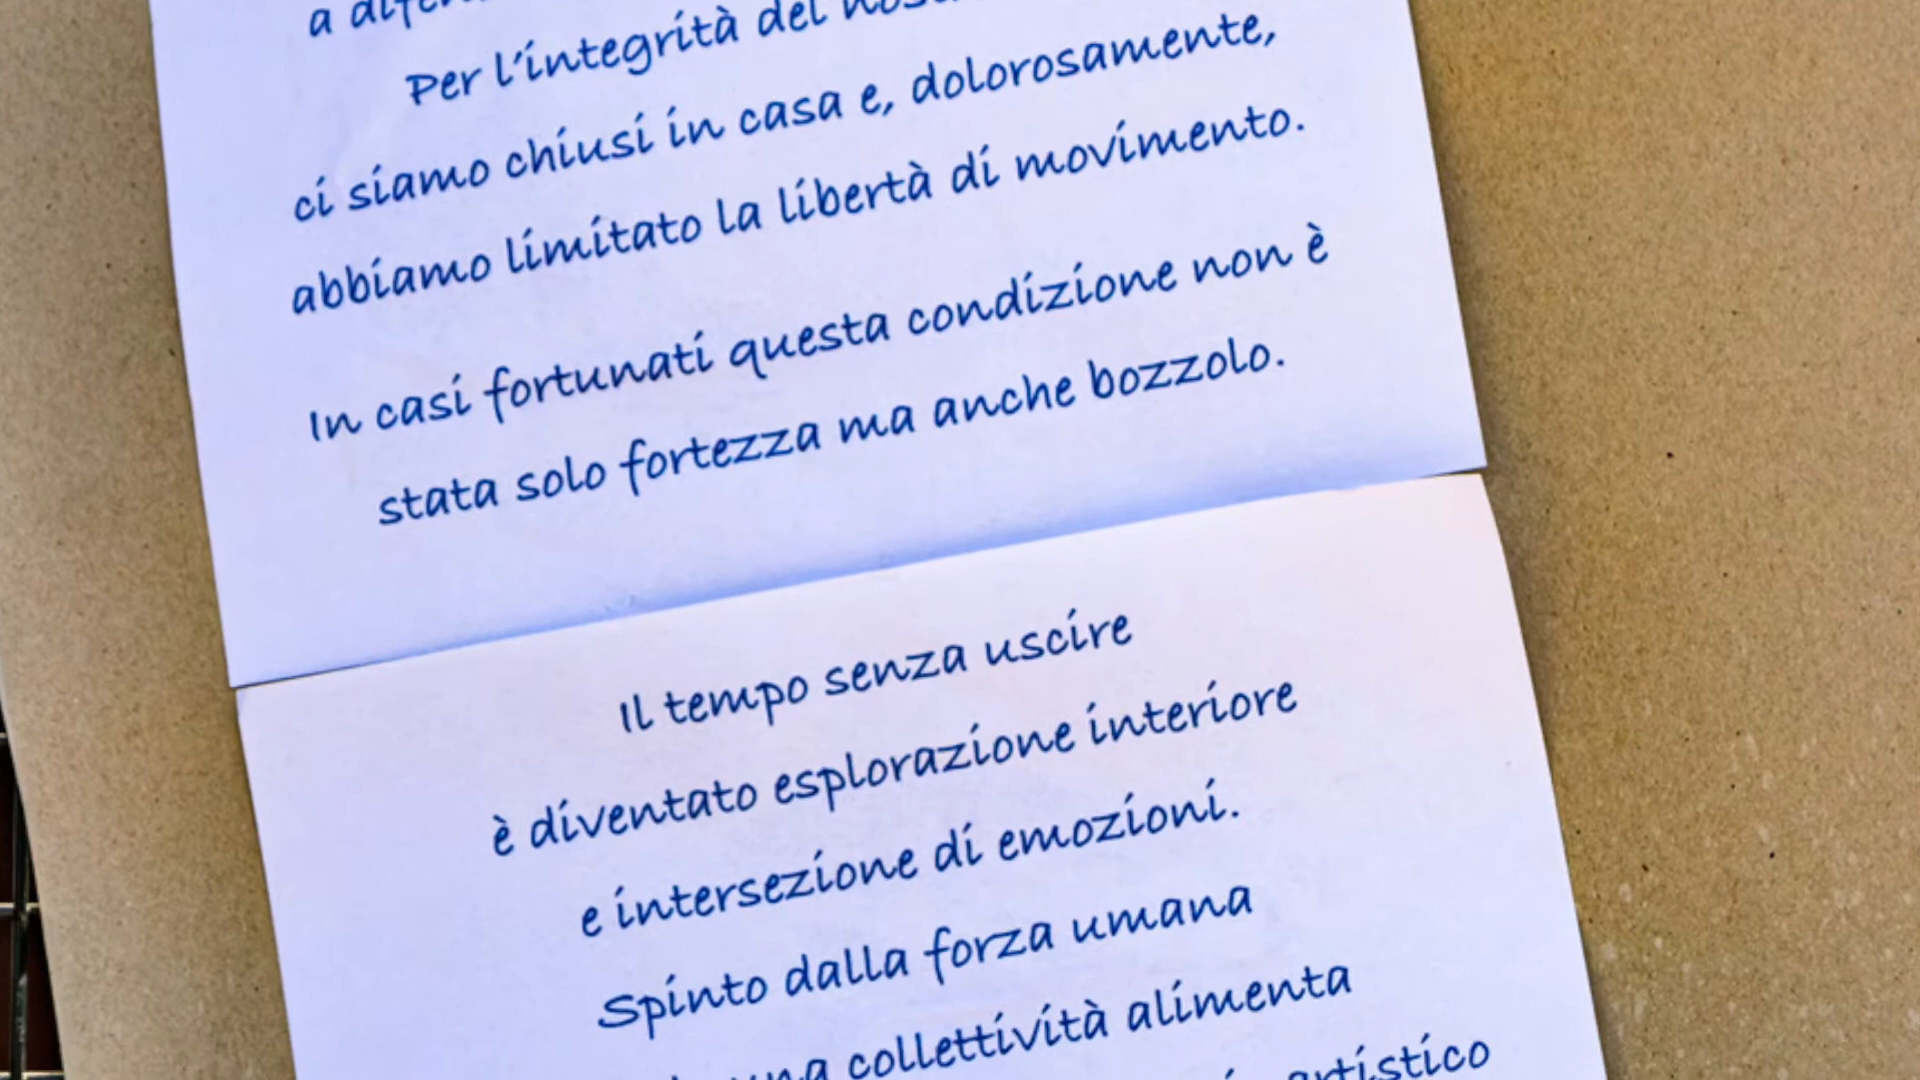 a
Per l'integrità del
ci siamo chiusi in casa e, dolorosamente,
abbiamo limitato la libertà di movimento.
In casi fortunati questa condizione non è
stata solo fortezza ma anche bozzolo.
Il tempo senza uscire
è diventato esplorazione interiore
e intersezione di emozioni.
Spinto dalla forza umana
una collettività alimenta
artistico